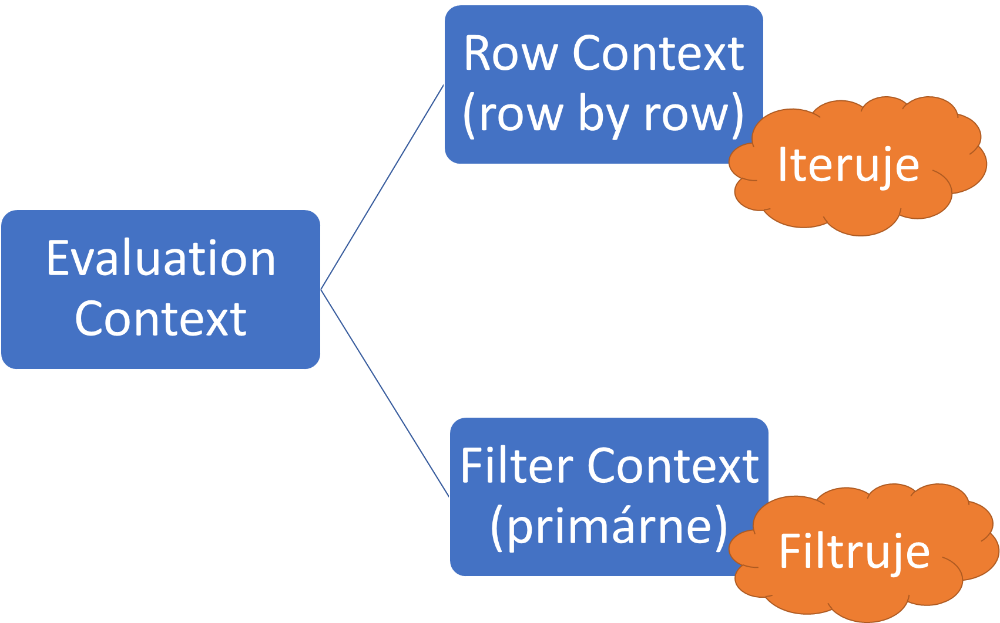 Row Context
(row by row)
Iteruje
Evaluation
Context
Filter Context
(primárne)
Filtruje